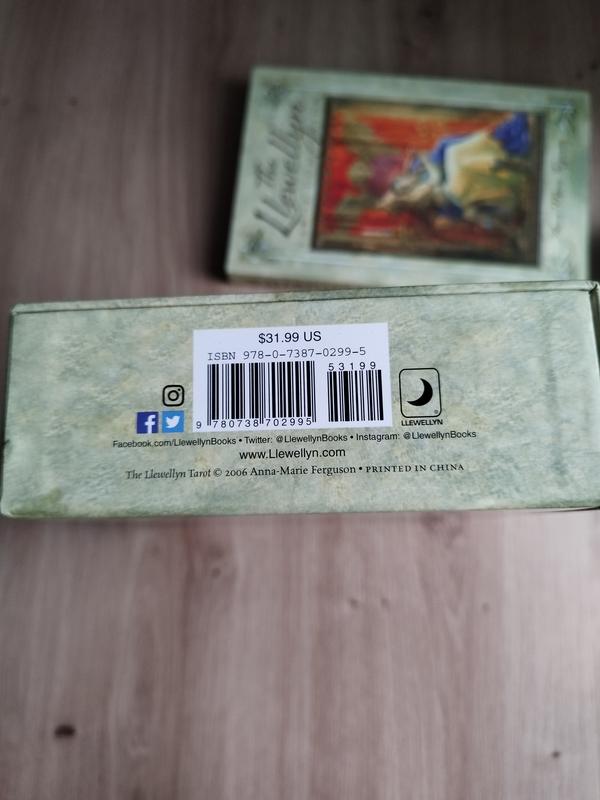 The
Llewellyn
$31.99 US
ISBN 978-0-7387-0299-5
53199
9 780738 702995
LLEWELLYN
Facebook.com/LlewellynBooks • Twitter: @LlewellynBooks • Instagram: @LlewellynBooks
www.Llewellyn.com
The Llewellyn Tarot © 2006 Anna-Marie Ferguson • PRINTED IN CHINA